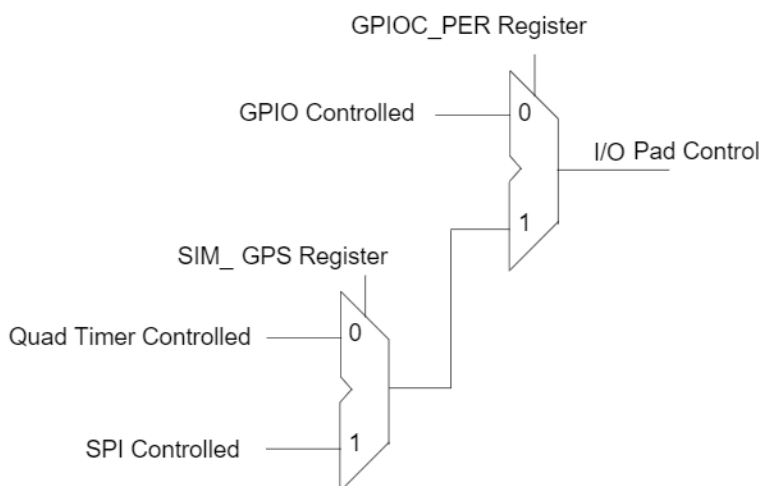 GPIOC_PER Register
GPIO Controlled
0
I/O Pad Control
1
SIM_ GPS Register
Quad Timer Controlled
0
SPI Controlled
1